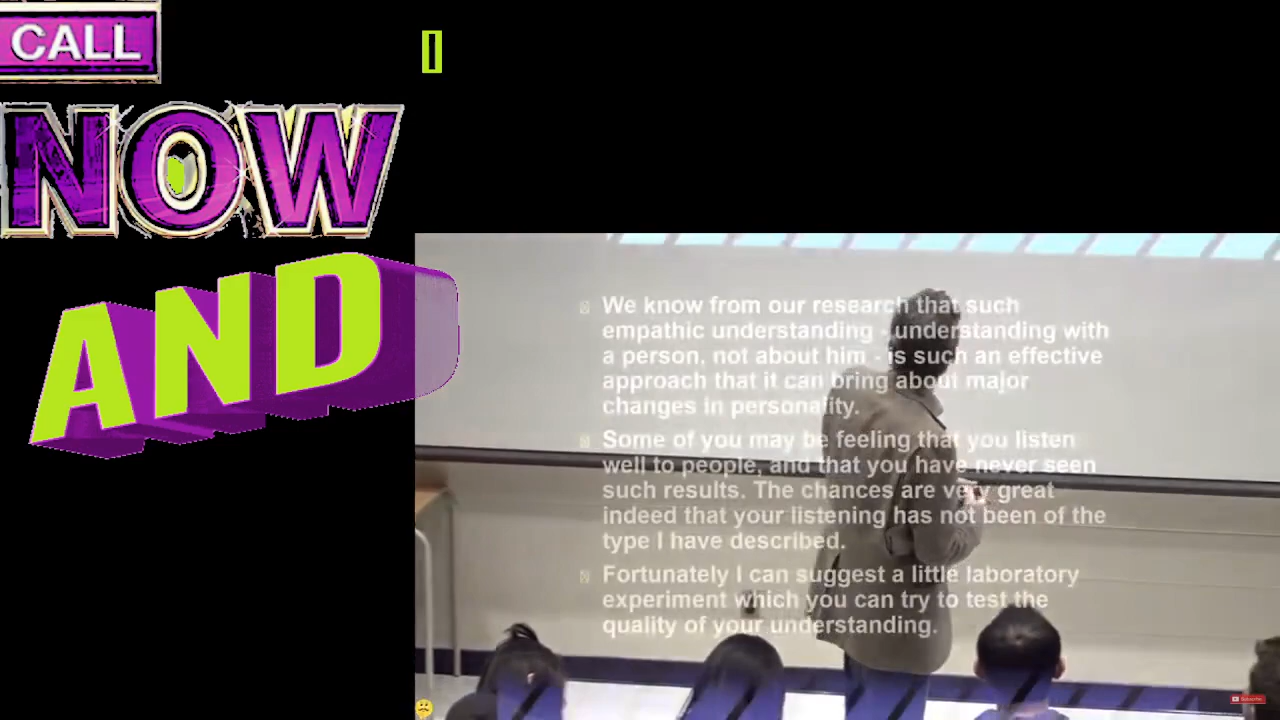 CALL
NOW
AND
We know from our research that such
empathic understanding - understanding with
a person, not about him - is such an effective
approach that it can bring about major
changes in personality.
Some of you may be feeling that you listen
well to people, and that you have never seen
such results. The chances are very great
indeed that your listening has not been of the
type I have described.
Fortunately I can suggest a little laboratory
experiment which you can try to test the
quality of your understanding.
Subscribe